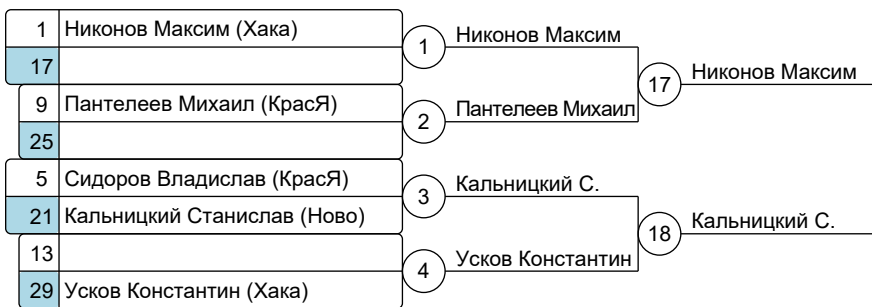 1 Никонов Максим (Хака)
17
1 Никонов Максим
9 Пантелеев Михаил (КрасЯ)
25
2 Пантелеев Михаил
17 Никонов Максим
5 Сидоров Владислав (КрасЯ)
21 Кальницкий Станислав (Ново)
3 Кальницкий С.
13
29 Усков Константин (Хака)
4 Усков Константин
18 Кальницкий С.